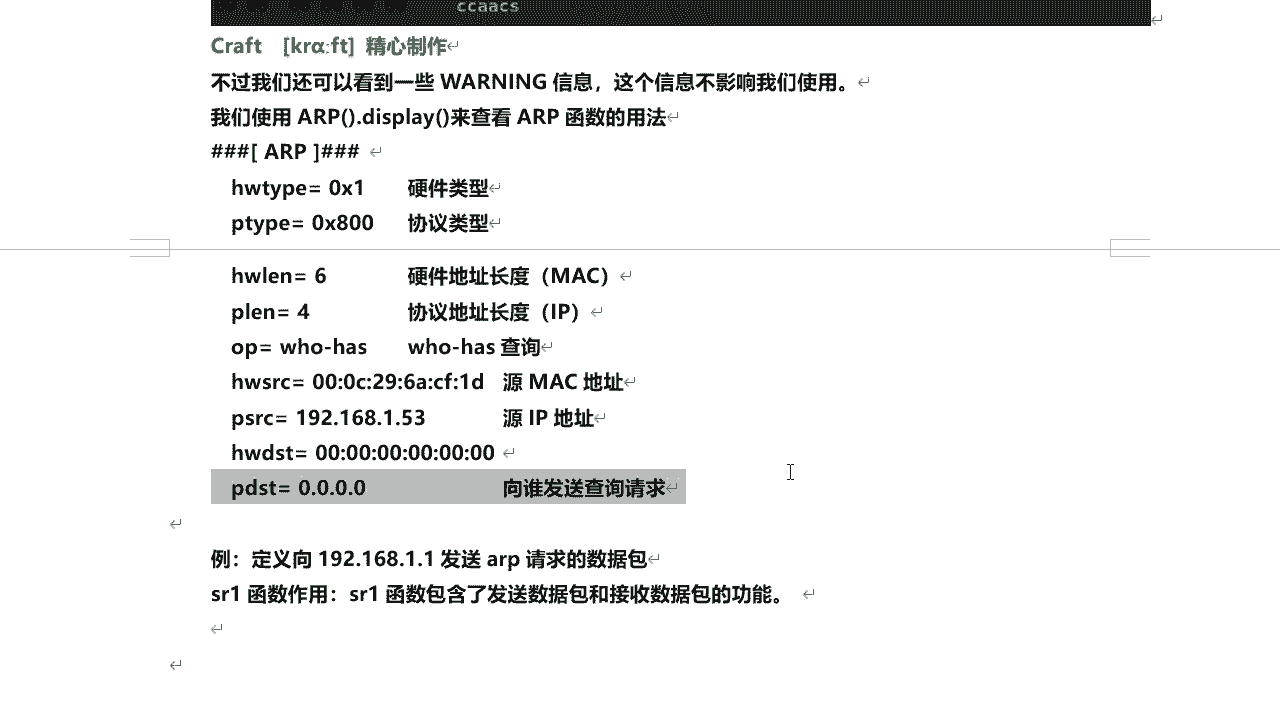 ccaacs
Craft [krɑ:ft] 精心制作
不过我们还可以看到一些 WARNING 信息，这个信息不影响我们使用。
我们使用 ARP().display()来查看 ARP 函数的用法
###[ ARP ]###
hwtype= 0x1 硬件类型
ptype= 0x800 协议类型
hwlen= 6 硬件地址长度（MAC）
plen= 4 协议地址长度（IP）
op= who-has who-has 查询
hwsrc= 00:0c:29:6a:cf:1d 源 MAC 地址
psrc= 192.168.1.53 源 IP 地址
hwdst= 00:00:00:00:00:00
pdst= 0.0.0.0 向谁发送查询请求
例：定义向 192.168.1.1 发送 arp 请求的数据包
sr1 函数作用：sr1 函数包含了发送数据包和接收数据包的功能。